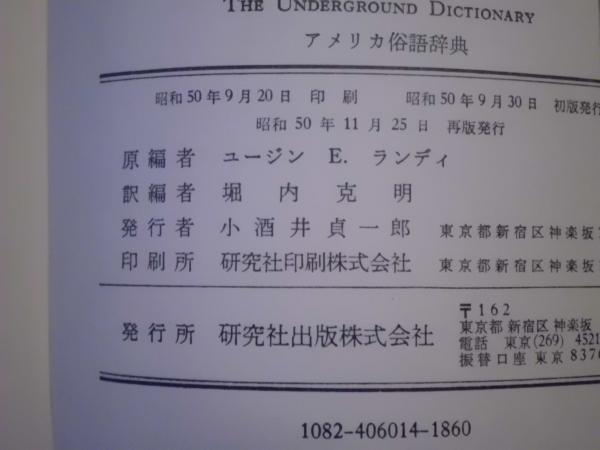 THE UNDERGROUND DICTIONARY
アメリカ俗語辞典
昭和50年9月20日 印刷 昭和50年9月30日 初版発行
昭和50年11月25日 再版発行
原編者 ユージン E. ランディ
訳編者 堀内克明
発行者 小酒井貞一郎 東京都新宿区神楽坂
印刷所 研究社印刷株式会社 東京都新宿区神楽坂
発行所 研究社出版株式会社
〒162
東京都新宿区神楽坂
電話 東京(269) 4521
振替口座 東京 8376
1082-406014-1860